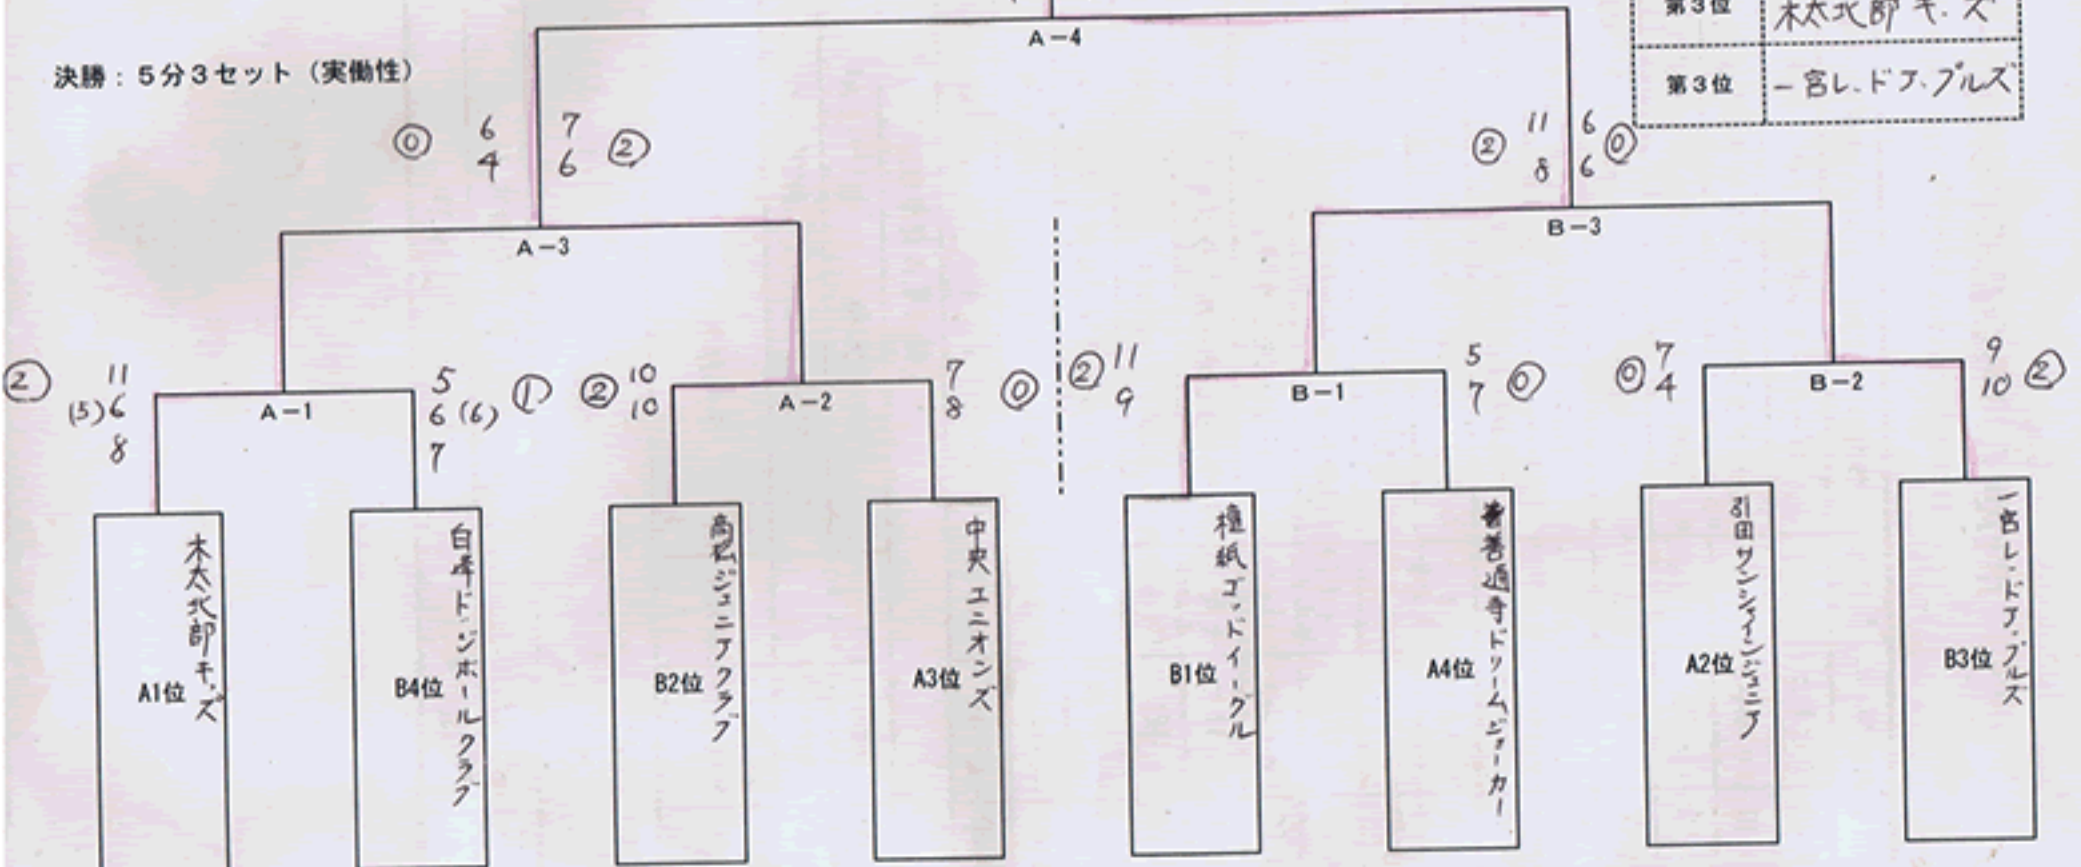 A-4
第3位 木太北部キッズ
決勝：5分3セット（実働性）
第3位 一宮レッドアップルズ
⓪ 6 7 ②
4 6
② 11 6 ⓪
8 6
A-3
B-3
② 11 5 ①
(5)6 6(6)
8 7
A-1
② 10 7 ⓪
10 8
A-2
② 11 5 ⓪
9 7
B-1
⓪ 7 9 ②
4 10
B-2
A1位 木太北部キッズ
B4位 白峰ドッジボールクラブ
B2位 高松ジュニアクラブ
A3位 中央ユニオンズ
B1位 檀紙ゴッドイーグル
A4位 善通寺ドリームジョーカー
A2位 引田サンシャインジュニア
B3位 一宮レッドアップルズ